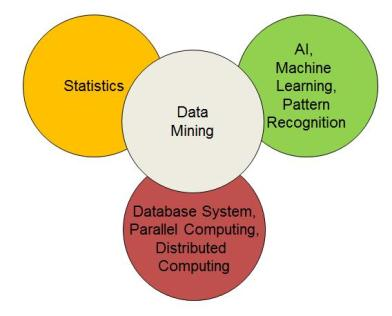 Statistics
Data
Mining
AI,
Machine
Learning,
Pattern
Recognition
Database System,
Parallel Computing,
Distributed
Computing